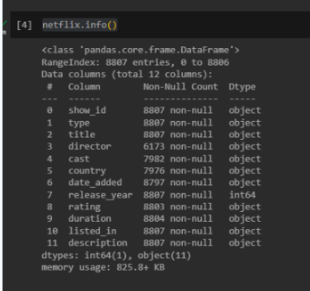 [4] netflix.info()
<class 'pandas.core.frame.DataFrame'>
RangeIndex: 8807 entries, 0 to 8806
Data columns (total 12 columns):
 #   Column        Non-Null Count  Dtype
---  ------        --------------  -----
 0   show_id       8807 non-null   object
 1   type          8807 non-null   object
 2   title         8807 non-null   object
 3   director      6173 non-null   object
 4   cast          7982 non-null   object
 5   country       7976 non-null   object
 6   date_added    8797 non-null   object
 7   release_year  8807 non-null   int64
 8   rating        8803 non-null   object
 9   duration      8804 non-null   object
 10  listed_in     8807 non-null   object
 11  description   8807 non-null   object
dtypes: int64(1), object(11)
memory usage: 825.8+ KB